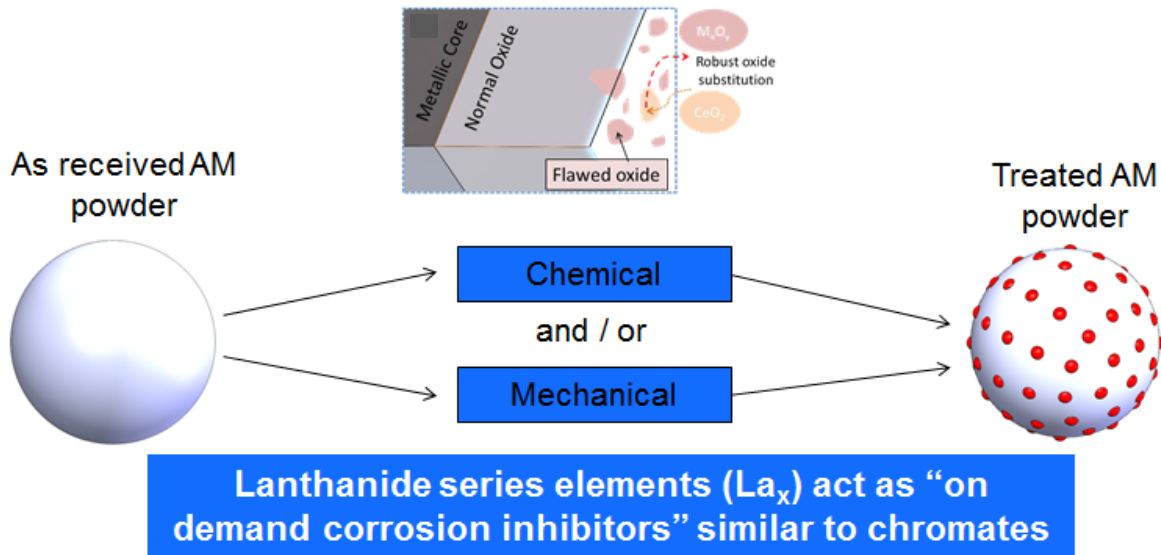 Metallic Core
Normal Oxide
MₓOᵧ
Robust oxide
substitution
CeO₂
Flawed oxide
As received AM
powder
Treated AM
powder
Chemical
and / or
Mechanical
Lanthanide series elements (Laₓ) act as “on
demand corrosion inhibitors” similar to chromates